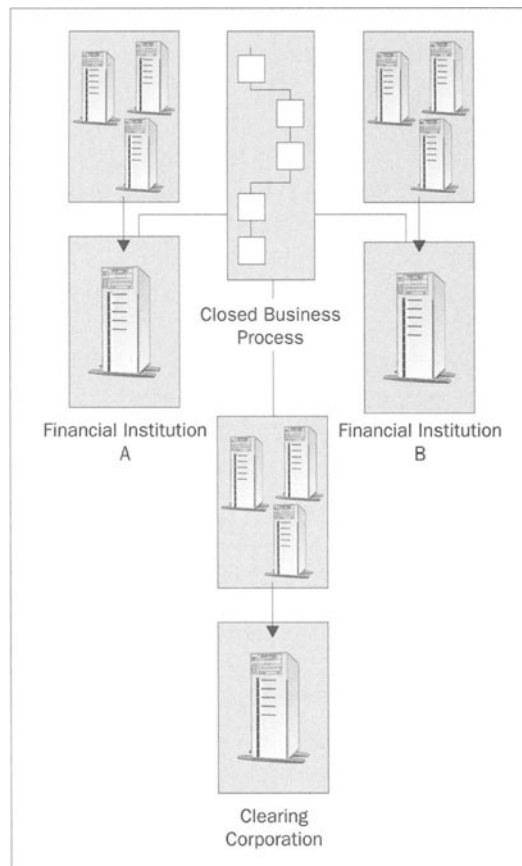 Closed Business
Process
Financial Institution
A
Financial Institution
B
Clearing
Corporation